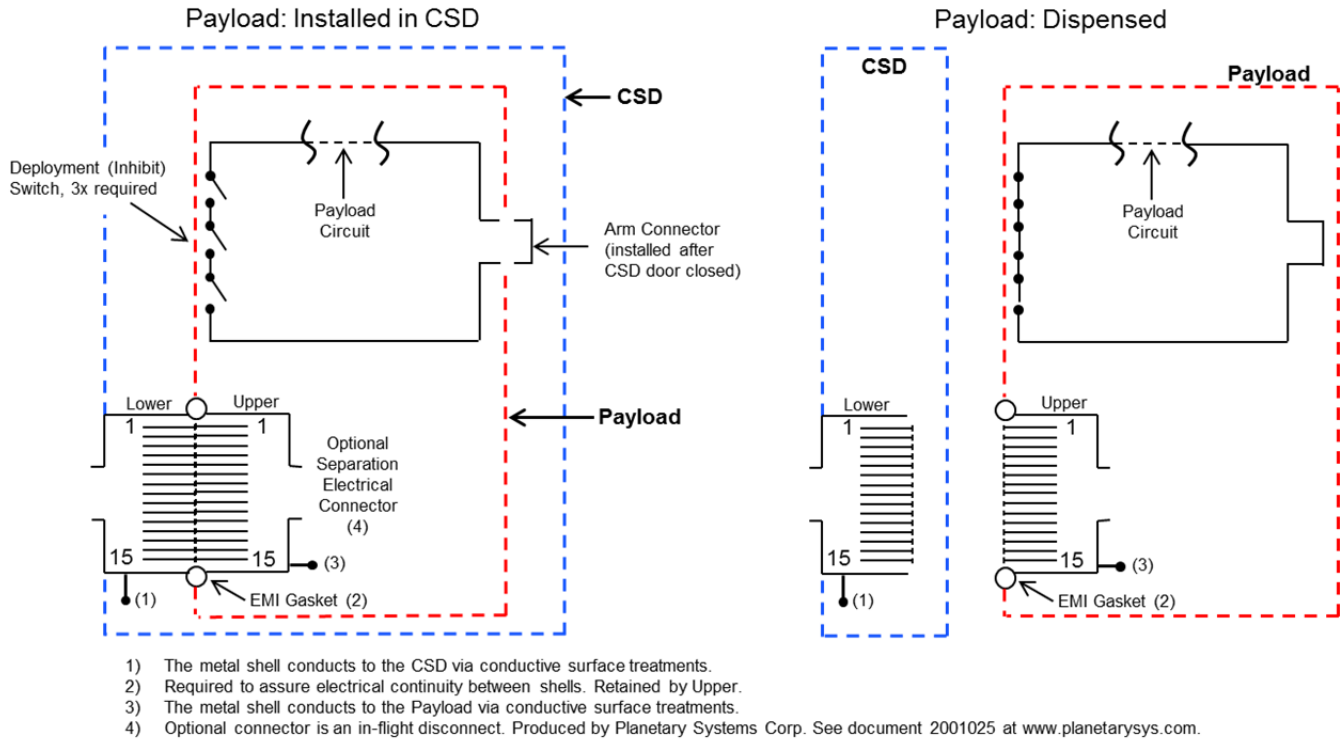 Payload: Installed in CSD
CSD
Deployment (Inhibit)
Switch, 3x required
Payload
Circuit
Arm Connector
(installed after
CSD door closed)
Payload
Lower
Upper
1
1
Optional
Separation
Electrical
Connector
(4)
15
15
(3)
(1)
EMI Gasket (2)
Payload: Dispensed
CSD
Payload
Payload
Circuit
Lower
Upper
1
1
15
15
(3)
(1)
EMI Gasket (2)
1) The metal shell conducts to the CSD via conductive surface treatments.
2) Required to assure electrical continuity between shells. Retained by Upper.
3) The metal shell conducts to the Payload via conductive surface treatments.
4) Optional connector is an in-flight disconnect. Produced by Planetary Systems Corp. See document 2001025 at www.planetarysys.com.